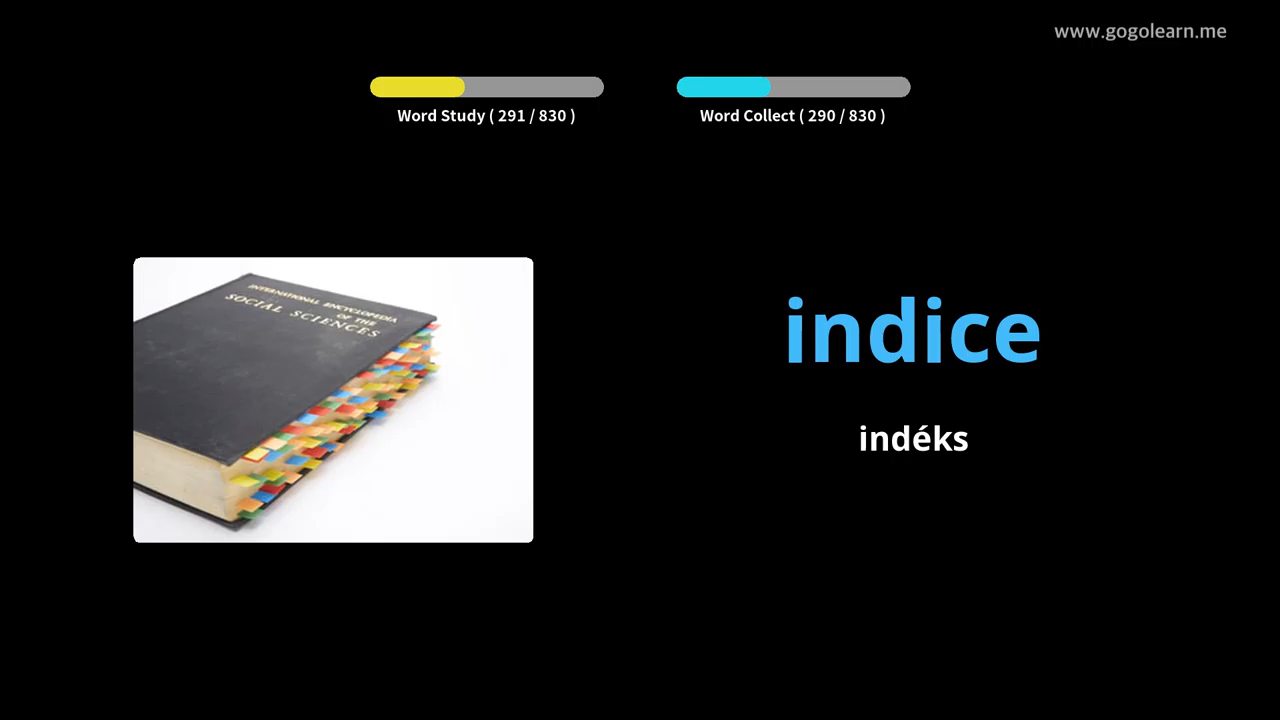 www.gogolearn.me
Word Study ( 291 / 830 )
Word Collect ( 290 / 830 )
INTERNATIONAL ENCYCLOPEDIA
OF THE
SOCIAL SCIENCES
indice
indéks